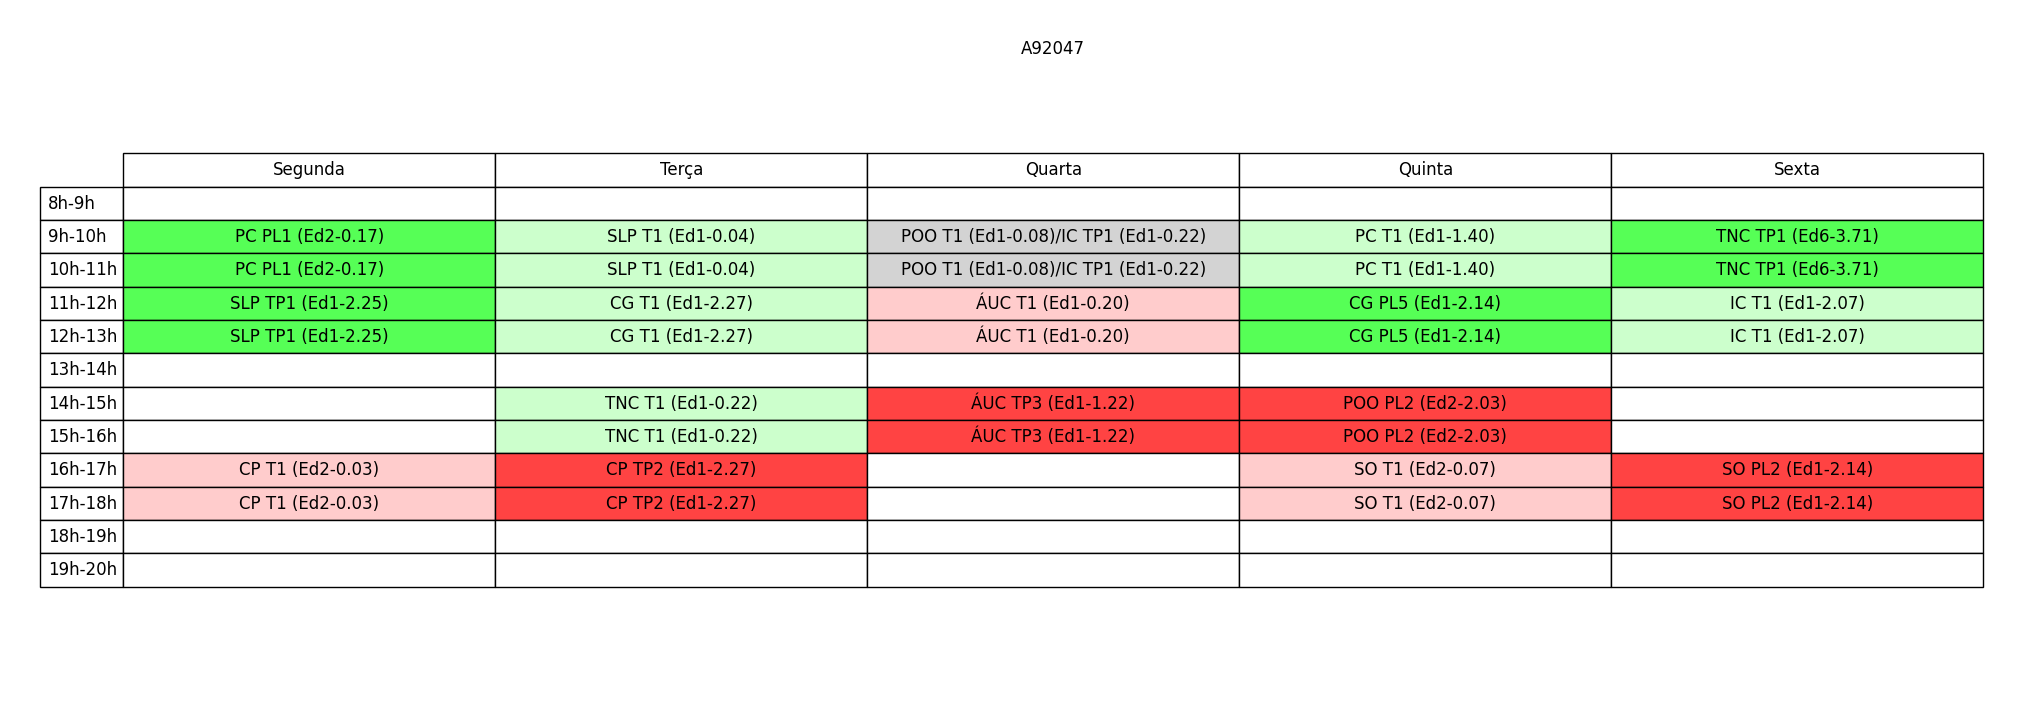 A92047
Segunda Terça Quarta Quinta Sexta
8h-9h
9h-10h PC PL1 (Ed2-0.17) SLP T1 (Ed1-0.04) POO T1 (Ed1-0.08)/IC TP1 (Ed1-0.22) PC T1 (Ed1-1.40) TNC TP1 (Ed6-3.71)
10h-11h PC PL1 (Ed2-0.17) SLP T1 (Ed1-0.04) POO T1 (Ed1-0.08)/IC TP1 (Ed1-0.22) PC T1 (Ed1-1.40) TNC TP1 (Ed6-3.71)
11h-12h SLP TP1 (Ed1-2.25) CG T1 (Ed1-2.27) ÁUC T1 (Ed1-0.20) CG PL5 (Ed1-2.14) IC T1 (Ed1-2.07)
12h-13h SLP TP1 (Ed1-2.25) CG T1 (Ed1-2.27) ÁUC T1 (Ed1-0.20) CG PL5 (Ed1-2.14) IC T1 (Ed1-2.07)
13h-14h
14h-15h TNC T1 (Ed1-0.22) ÁUC TP3 (Ed1-1.22) POO PL2 (Ed2-2.03)
15h-16h TNC T1 (Ed1-0.22) ÁUC TP3 (Ed1-1.22) POO PL2 (Ed2-2.03)
16h-17h CP T1 (Ed2-0.03) CP TP2 (Ed1-2.27) SO T1 (Ed2-0.07) SO PL2 (Ed1-2.14)
17h-18h CP T1 (Ed2-0.03) CP TP2 (Ed1-2.27) SO T1 (Ed2-0.07) SO PL2 (Ed1-2.14)
18h-19h
19h-20h